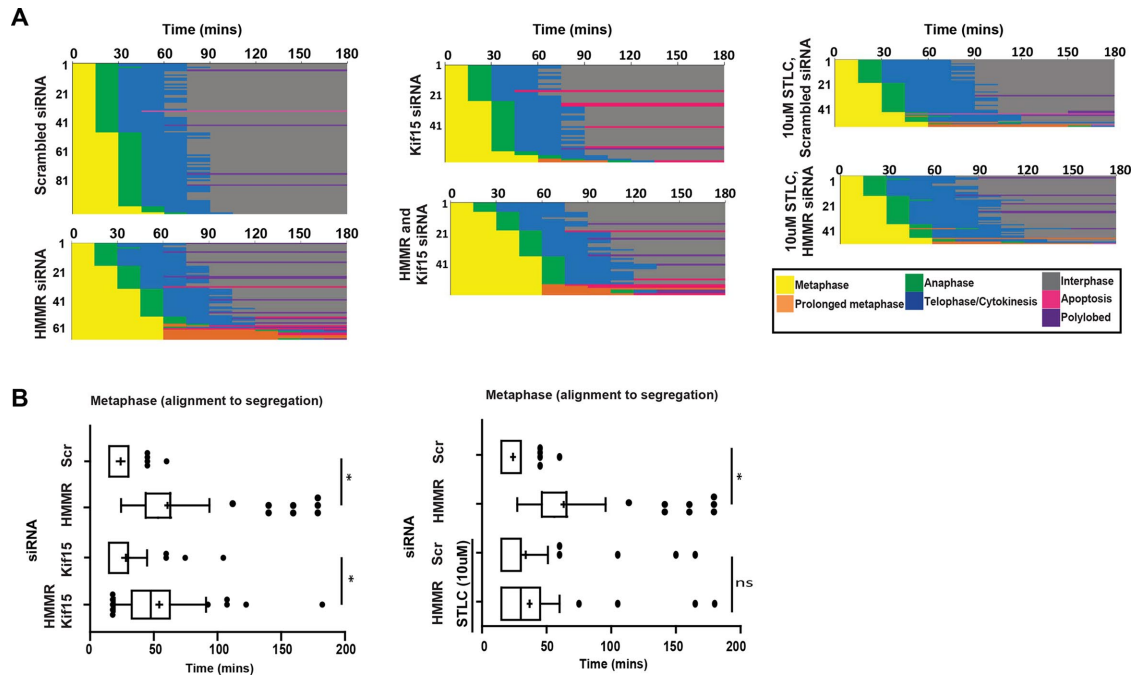 A
Time (mins)
0 30 60 90 120 150 180
Scrambled siRNA
1
21
41
61
81
0 30 60 90 120 150 180
HMMR siRNA
1
21
41
61
Time (mins)
0 30 60 90 120 150 180
Kif15 siRNA
1
21
41
0 30 60 90 120 150 180
HMMR and
Kif15 siRNA
1
21
41
Time (mins)
0 30 60 90 120 150 180
10uM STLC,
Scrambled siRNA
1
21
41
0 30 60 90 120 150 180
10uM STLC,
HMMR siRNA
1
21
41
Metaphase
Prolonged metaphase
Anaphase
Telophase/Cytokinesis
Interphase
Apoptosis
Polylobed
B
Metaphase (alignment to segregation)
siRNA
Scr
HMMR
Kif15
HMMR
Kif15
*
*
0 50 100 150 200
Time (mins)
Metaphase (alignment to segregation)
siRNA
Scr
HMMR
Scr
HMMR
STLC (10uM)
*
ns
0 50 100 150 200
Time (mins)